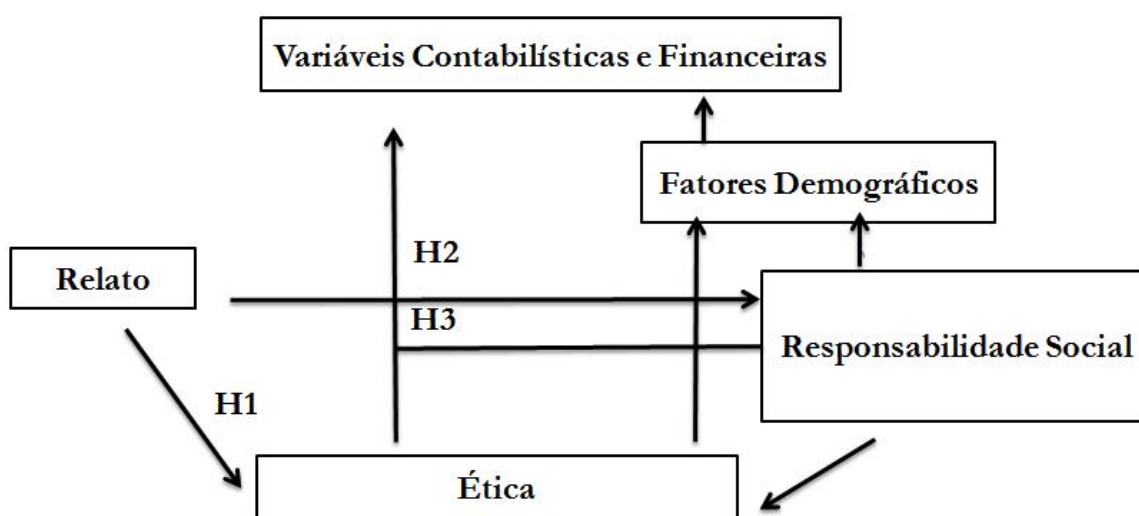 Variáveis Contabilísticas e Financeiras
Fatores Demográficos
H2
Relato
H3
Responsabilidade Social
H1
Ética